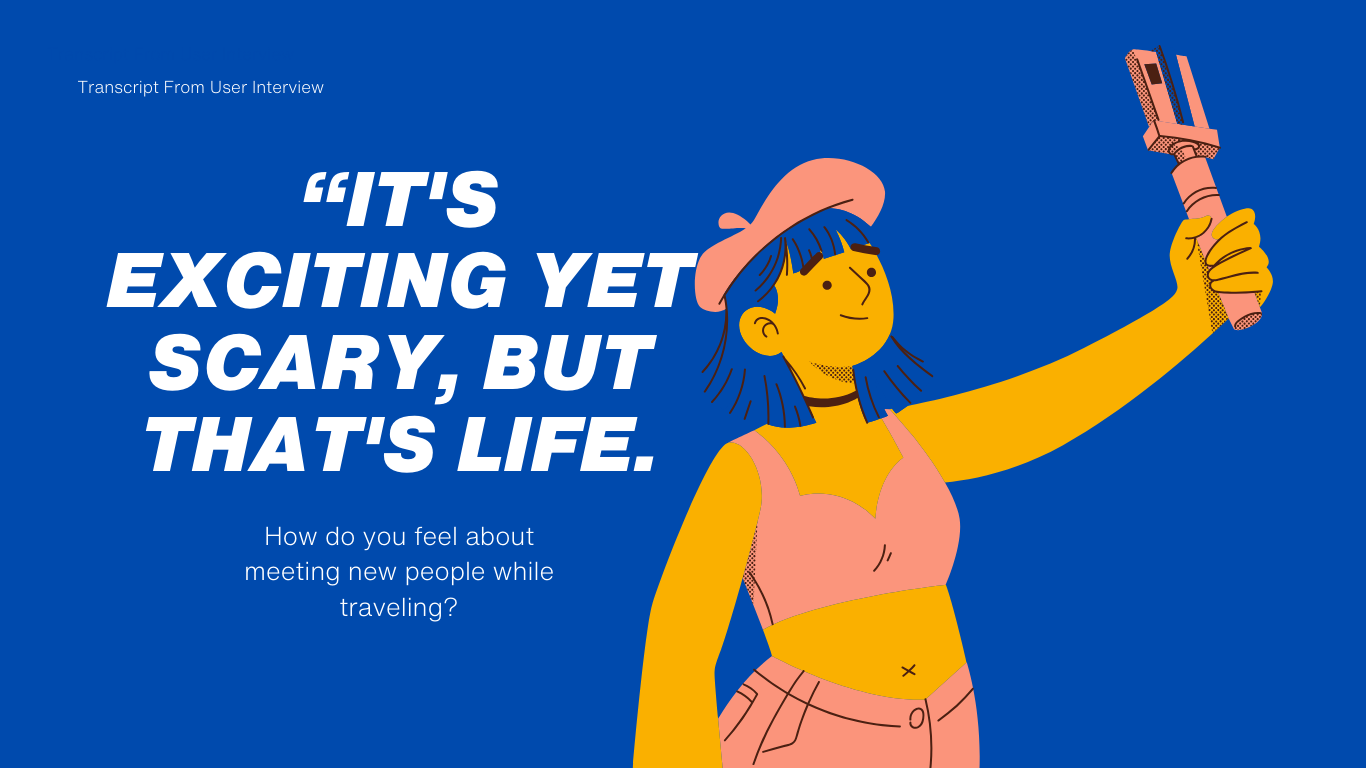 Transcript From User Interview
“IT'S
EXCITING YET
SCARY, BUT
THAT'S LIFE.
How do you feel about
meeting new people while
traveling?